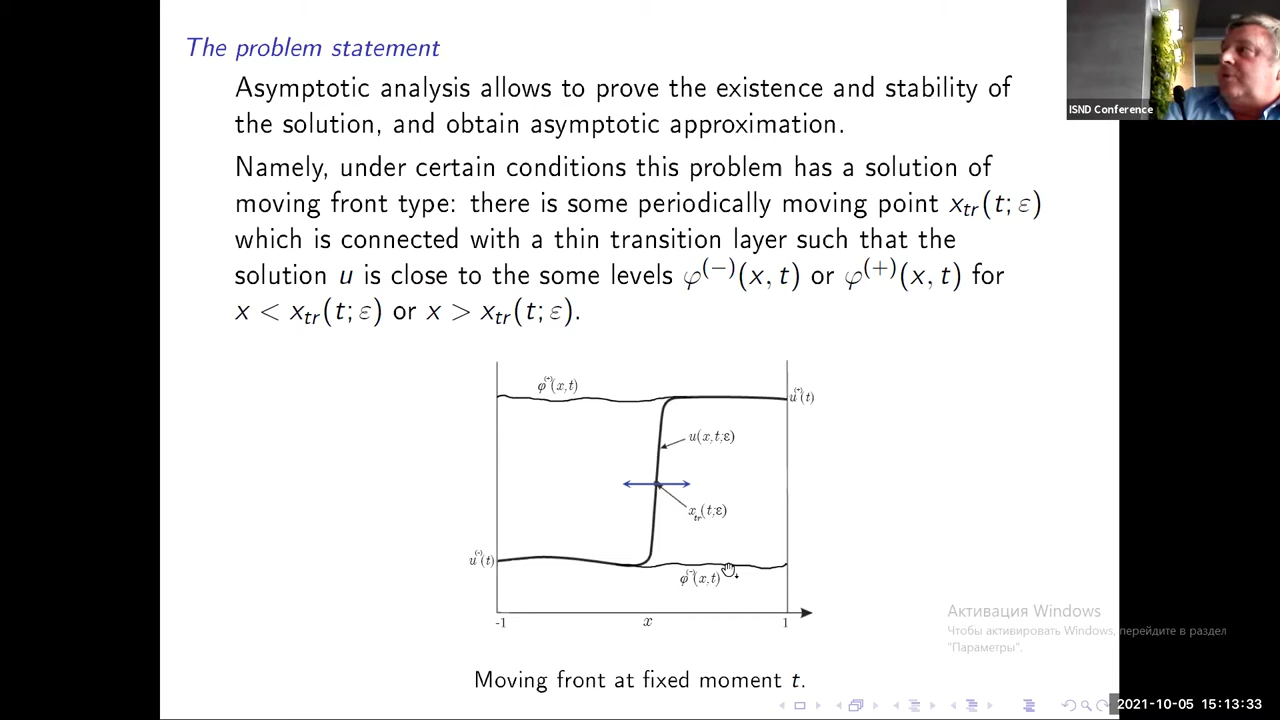 The problem statement
Asymptotic analysis allows to prove the existence and stability of
the solution, and obtain asymptotic approximation.
Namely, under certain conditions this problem has a solution of
moving front type: there is some periodically moving point x_tr(t; ε)
which is connected with a thin transition layer such that the
solution u is close to the some levels φ^(−)(x, t) or φ^(+)(x, t) for
x < x_tr(t; ε) or x > x_tr(t; ε).
φ^(+)(x,t)
u^(+)(t)
u(x,t;ε)
x_tr(t;ε)
u^(-)(t)
φ^(-)(x,t)
-1
x
1
Moving front at fixed moment t.
ISND Conference
Активация Windows
Чтобы активировать Windows, перейдите в раздел
"Параметры".
2021-10-05 15:13:33